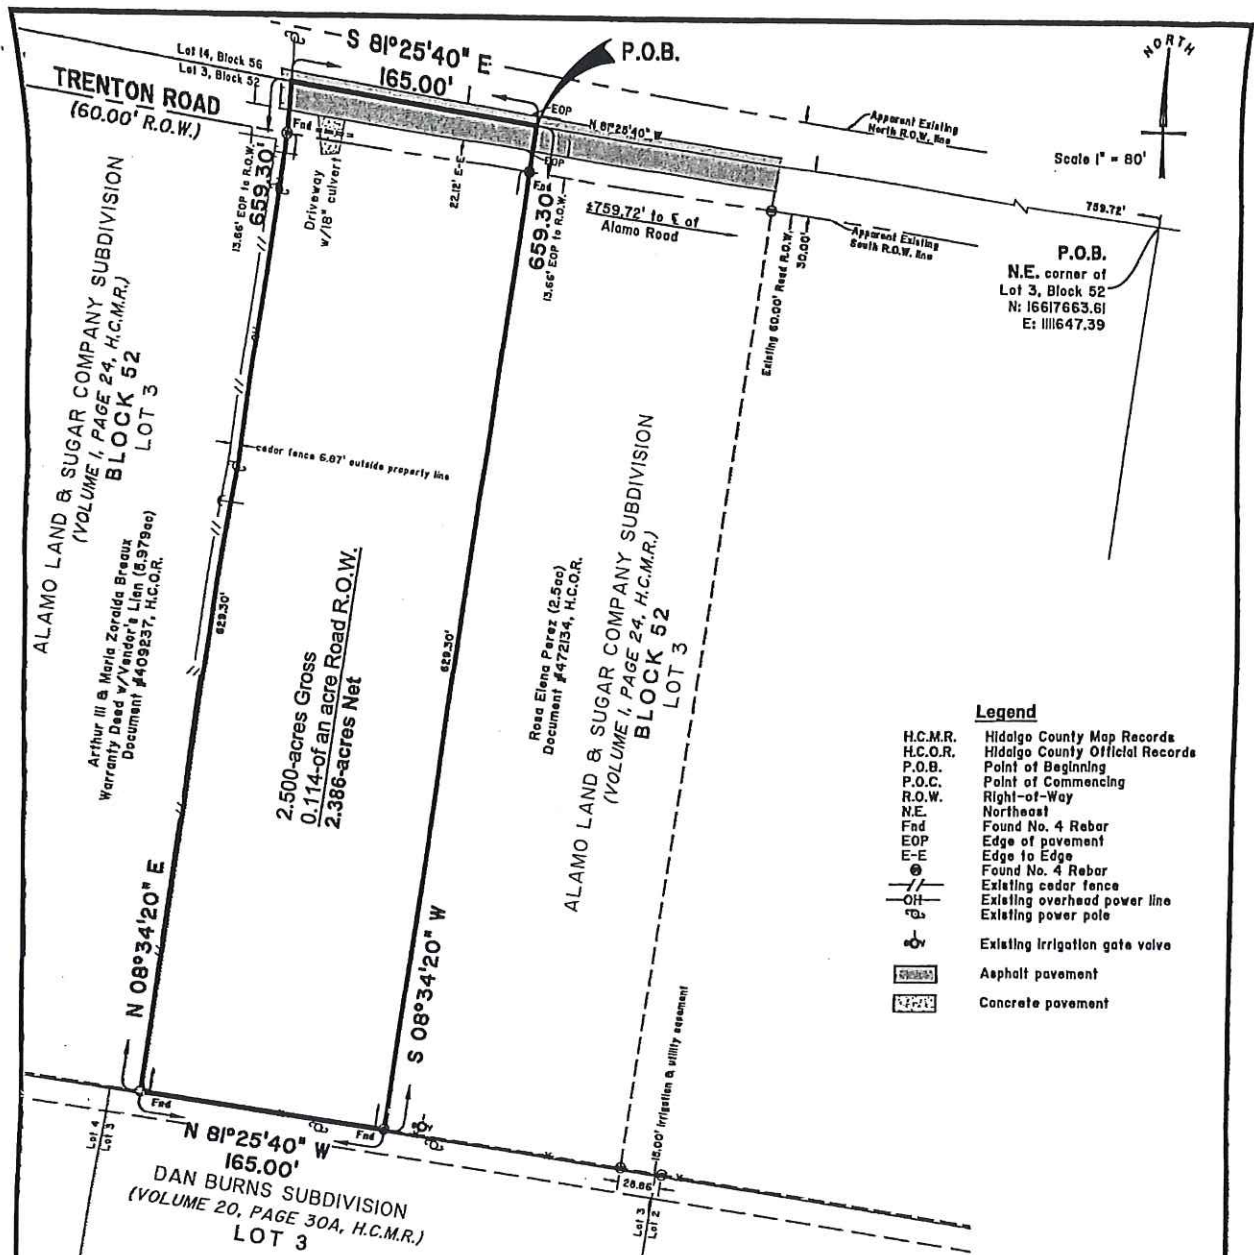 S 81°25'40" E
165.00'
P.O.B.
NORTH
Scale 1" = 80'
Lot 14, Block 56
Lot 3, Block 52
TRENTON ROAD
(60.00' R.O.W.)
EOP
N 81°25'40" W
EOP
Apparent Existing
North R.O.W. line
Fnd
Fnd
Driveway
w/18" culvert
22.12' E-E
13.66' EOP to R.O.W.
659.30'
659.30'
13.66' EOP to R.O.W.
±759.72' to ℄ of
Alamo Road
Existing 60.00' Road R.O.W.
30.00'
Apparent Existing
South R.O.W. line
759.72'
P.O.B.
N.E. corner of
Lot 3, Block 52
N: 16617663.61
E: 1111647.39
ALAMO LAND & SUGAR COMPANY SUBDIVISION
(VOLUME 1, PAGE 24, H.C.M.R.)
BLOCK 52
LOT 3
OH
cedar fence 6.87' outside property line
Arthur III & Maria Zoraida Breaux
Warranty Deed w/Vendor's Lien (5.979ac)
Document #409237, H.C.O.R.
629.30'
2.500-acres Gross
0.114-of an acre Road R.O.W.
2.386-acres Net
629.30'
Rosa Elena Perez (2.5ac)
Document #472134, H.C.O.R.
ALAMO LAND & SUGAR COMPANY SUBDIVISION
(VOLUME 1, PAGE 24, H.C.M.R.)
BLOCK 52
LOT 3
Legend
H.C.M.R. Hidalgo County Map Records
H.C.O.R. Hidalgo County Official Records
P.O.B. Point of Beginning
P.O.C. Point of Commencing
R.O.W. Right-of-Way
N.E. Northeast
Fnd Found No. 4 Rebar
EOP Edge of pavement
E-E Edge to Edge
Found No. 4 Rebar
Existing cedar fence
OH Existing overhead power line
Existing power pole
GV Existing irrigation gate valve
Asphalt pavement
Concrete pavement
N 08°34'20" E
S 08°34'20" W
15.00' irrigation & utility easement
Fnd
Fnd
GV
Lot 4
Lot 3
N 81°25'40" W
165.00'
DAN BURNS SUBDIVISION
(VOLUME 20, PAGE 30A, H.C.M.R.)
LOT 3
28.86
Lot 3
Lot 2